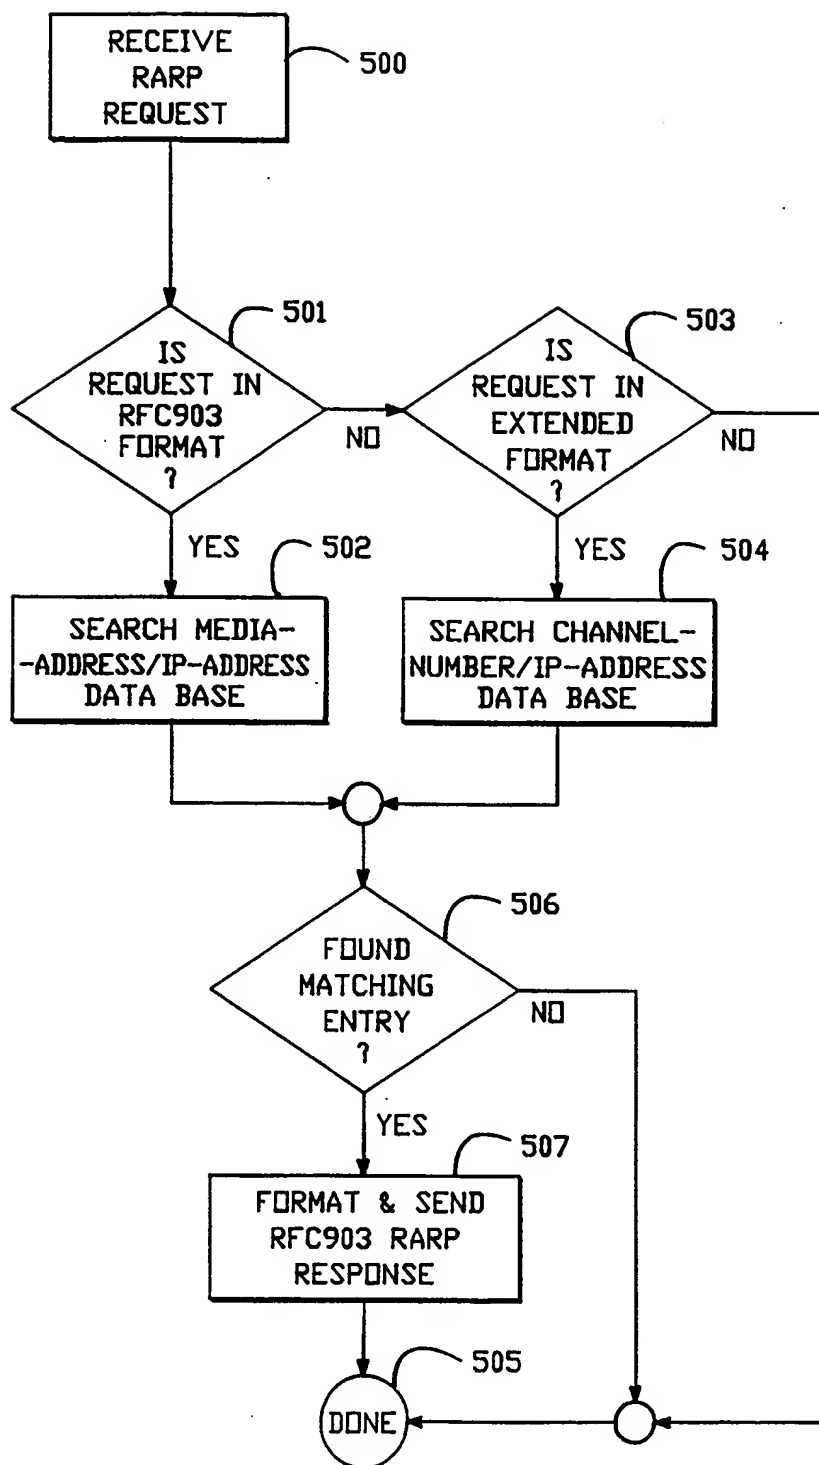 RECEIVE
RARP
REQUEST
500
501
IS
REQUEST IN
RFC903
FORMAT
?
NO
503
IS
REQUEST IN
EXTENDED
FORMAT
?
NO
YES
502
SEARCH MEDIA-
-ADDRESS/IP-ADDRESS
DATA BASE
YES
504
SEARCH CHANNEL-
NUMBER/IP-ADDRESS
DATA BASE
506
FOUND
MATCHING
ENTRY
?
NO
YES
507
FORMAT & SEND
RFC903 RARP
RESPONSE
505
DONE